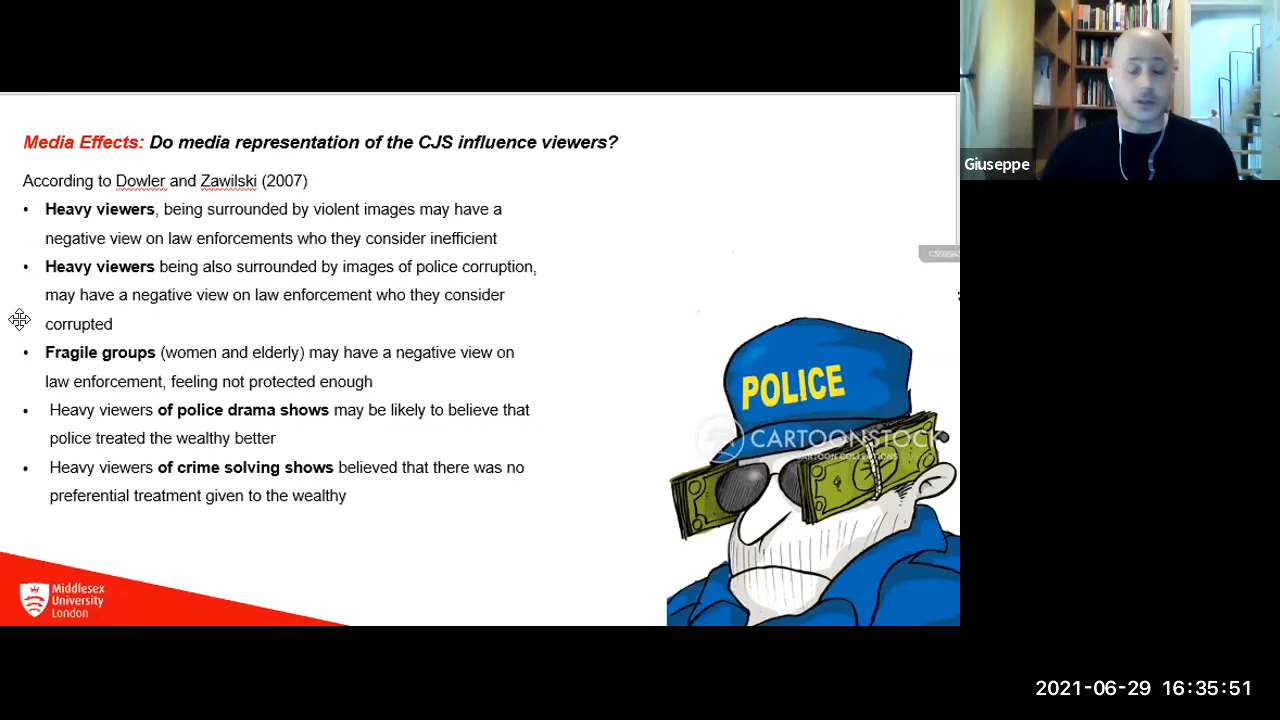 Media Effects: Do media representation of the CJS influence viewers?
According to Dowler and Zawilski (2007)
• Heavy viewers, being surrounded by violent images may have a
negative view on law enforcements who they consider inefficient
• Heavy viewers being also surrounded by images of police corruption,
may have a negative view on law enforcement who they consider
corrupted
• Fragile groups (women and elderly) may have a negative view on
law enforcement, feeling not protected enough
• Heavy viewers of police drama shows may be likely to believe that
police treated the wealthy better
• Heavy viewers of crime solving shows believed that there was no
preferential treatment given to the wealthy
POLICE
CARTOONSTOCK
Middlesex
University
London
Giuseppe
2021-06-29 16:35:51